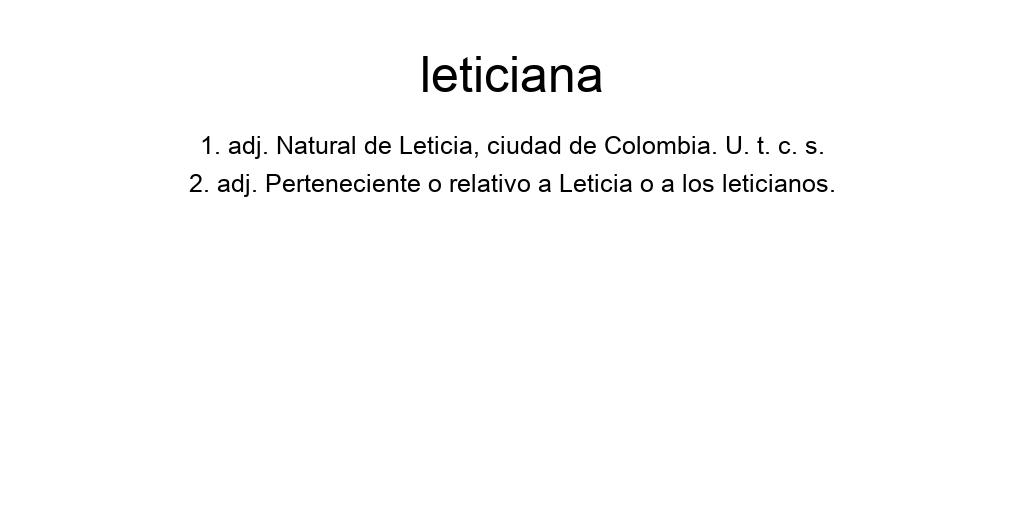 leticiana
1. adj. Natural de Leticia, ciudad de Colombia. U. t. c. s.
2. adj. Perteneciente o relativo a Leticia o a los leticianos.